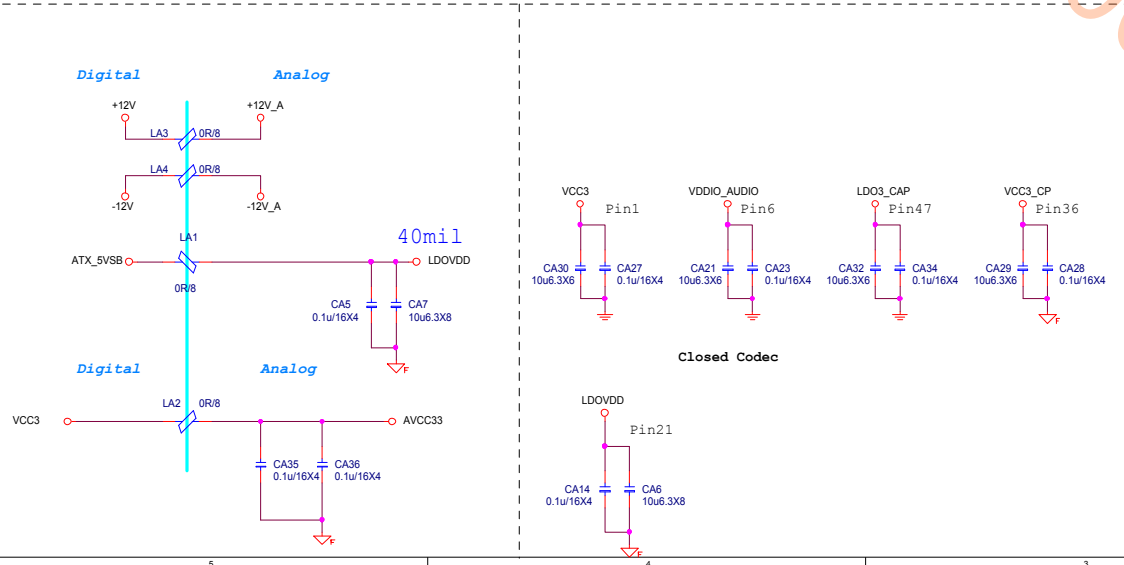 Digital Analog
+12V +12V_A
LA3 0R/8
LA4 0R/8
-12V -12V_A
LA1
40mil
ATX_5VSB LDOVDD
0R/8
CA5 CA7
0.1u/16X4 10u6.3X8
F
Digital Analog
LA2 0R/8
VCC3 AVCC33
CA35 CA36
0.1u/16X4 0.1u/16X4
F
VCC3 VDDIO_AUDIO LDO3_CAP VCC3_CP
Pin1 Pin6 Pin47 Pin36
CA30 CA27 CA21 CA23 CA32 CA34 CA29 CA28
10u6.3X6 0.1u/16X4 10u6.3X6 0.1u/16X4 10u6.3X6 0.1u/16X4 10u6.3X6 0.1u/16X4
F
Closed Codec
LDOVDD
Pin21
CA14 CA6
0.1u/16X4 10u6.3X8
F
5 4 3